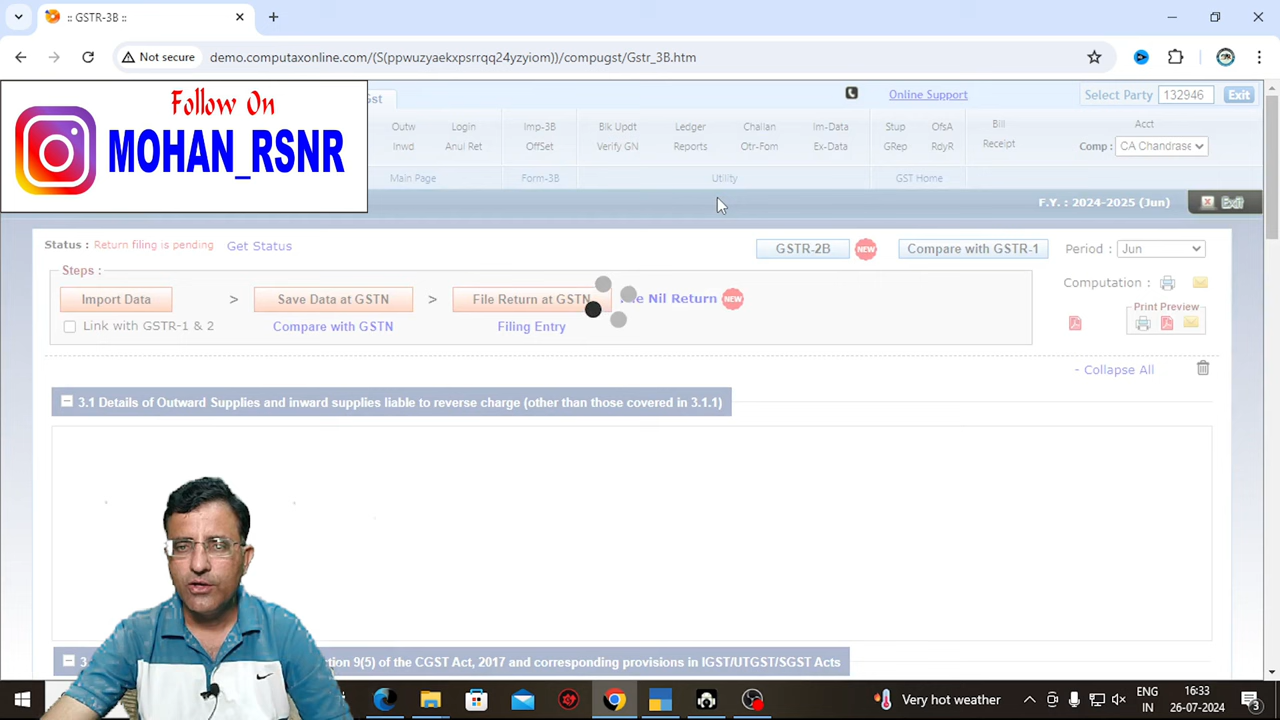 :: GSTR-3B ::
Not secure
demo.computaxonline.com/(S(ppwuzyaekxpsrrqq24yzyiom))/compugst/Gstr_3B.htm
Follow On
MOHAN_RSNR
Online Support
Select Party 132946 Exit
Outw Login Imp-3B Blk Updt Ledger Challan Im-Data Stup OfsA Bill Acct
Inwd Anul Ret OffSet Verify GN Reports Otr-Fom Ex-Data GRep RdyR Receipt Comp : CA Chandrase
Main Page Form-3B Utility GST Home
F.Y. : 2024-2025 (Jun) Exit
Status : Return filing is pending Get Status GSTR-2B NEW Compare with GSTR-1 Period : Jun
Steps :
Import Data > Save Data at GSTN > File Return at GSTN Nil Return NEW
Computation :
Link with GSTR-1 & 2 Compare with GSTN Filing Entry
Print Preview
- Collapse All
3.1 Details of Outward Supplies and inward supplies liable to reverse charge (other than those covered in 3.1.1)
9(5) of the CGST Act, 2017 and corresponding provisions in IGST/UTGST/SGST Acts
Very hot weather
ENG
IN
16:33
26-07-2024
3